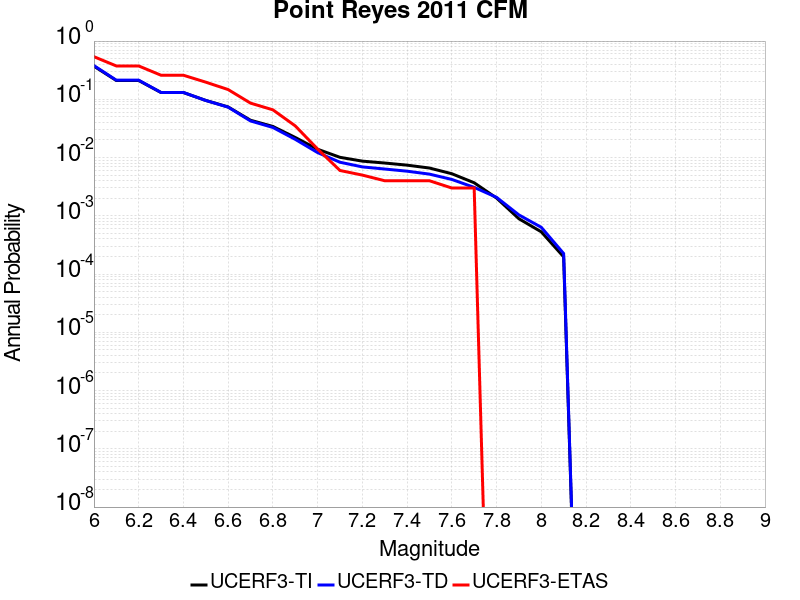 Point Reyes 2011 CFM
10^0
10^-1
10^-2
10^-3
10^-4
10^-5
10^-6
10^-7
10^-8
Annual Probability
6 6.2 6.4 6.6 6.8 7 7.2 7.4 7.6 7.8 8 8.2 8.4 8.6 8.8 9
Magnitude
UCERF3-TI UCERF3-TD UCERF3-ETAS